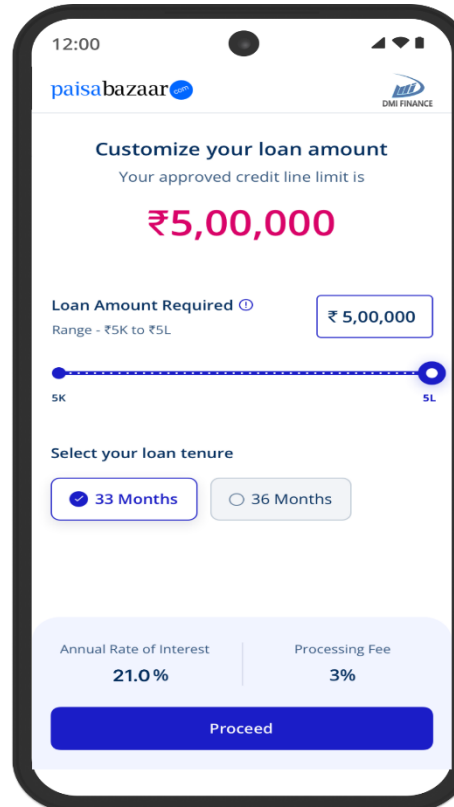 12:00
paisabazaar.com
DMI FINANCE
Customize your loan amount
Your approved credit line limit is
₹5,00,000
Loan Amount Required
Range - ₹5K to ₹5L
₹ 5,00,000
5K
5L
Select your loan tenure
33 Months
36 Months
Annual Rate of Interest
Processing Fee
21.0%
3%
Proceed